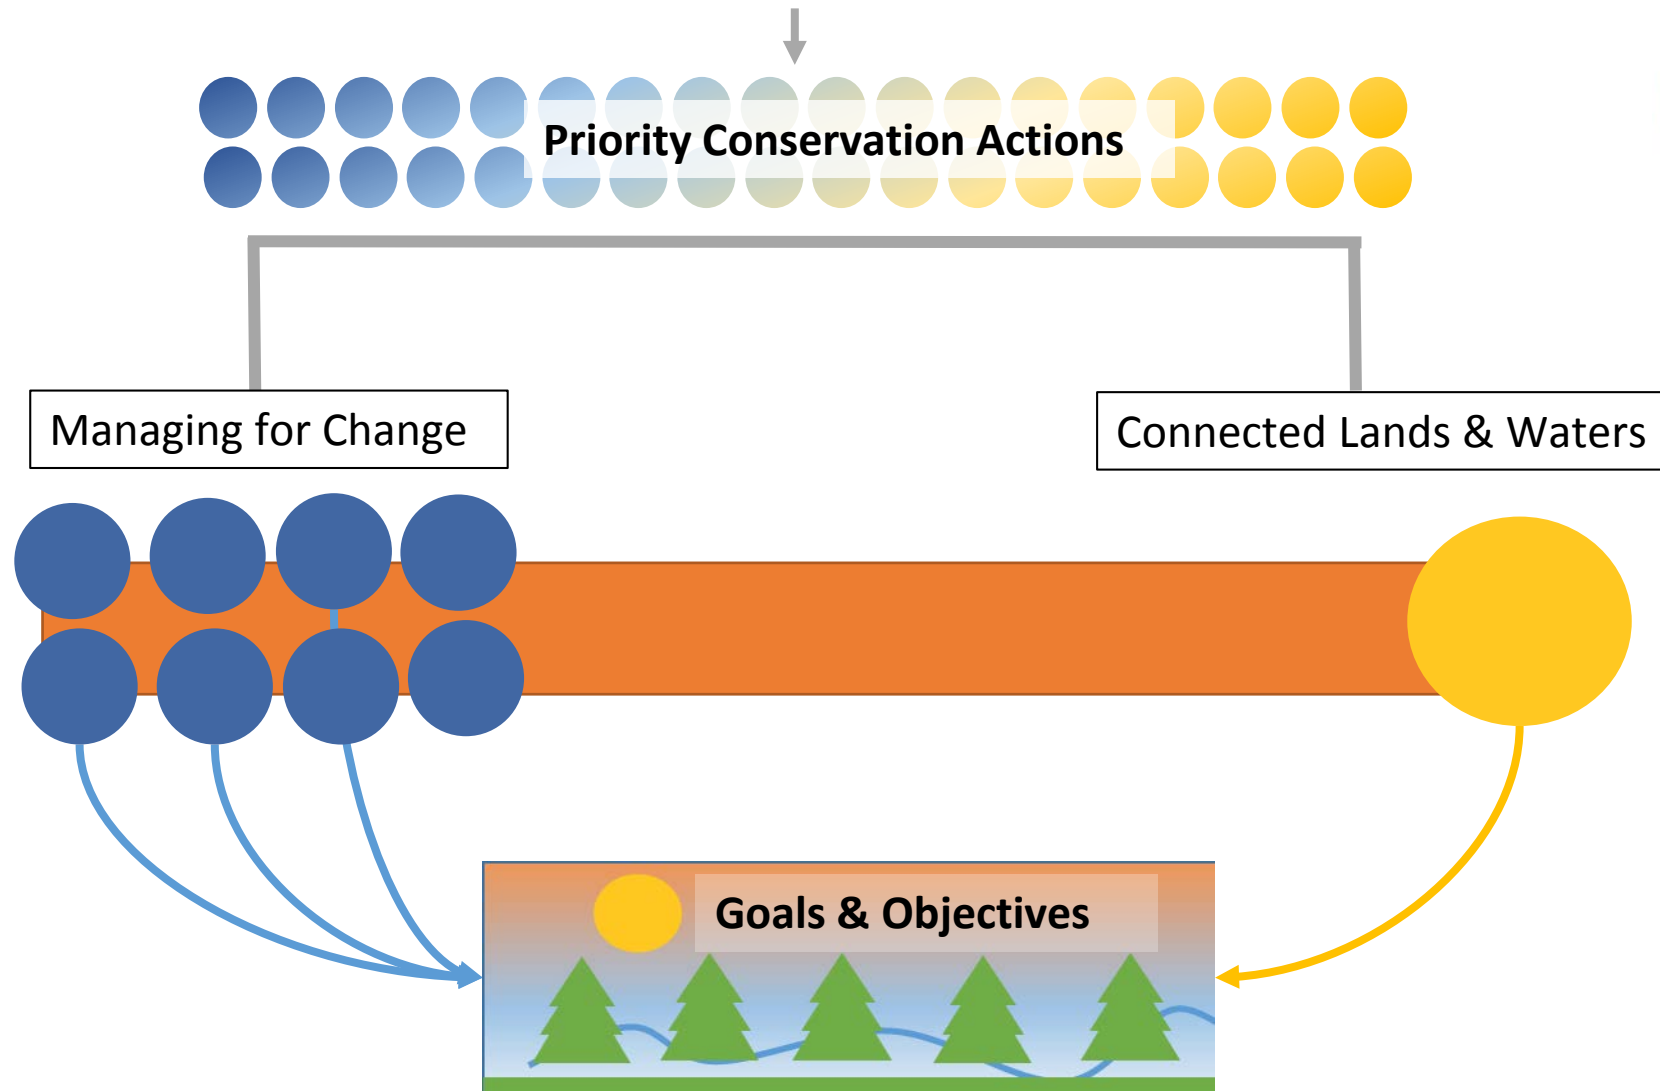 Priority Conservation Actions
Managing for Change
Connected Lands & Waters
Goals & Objectives